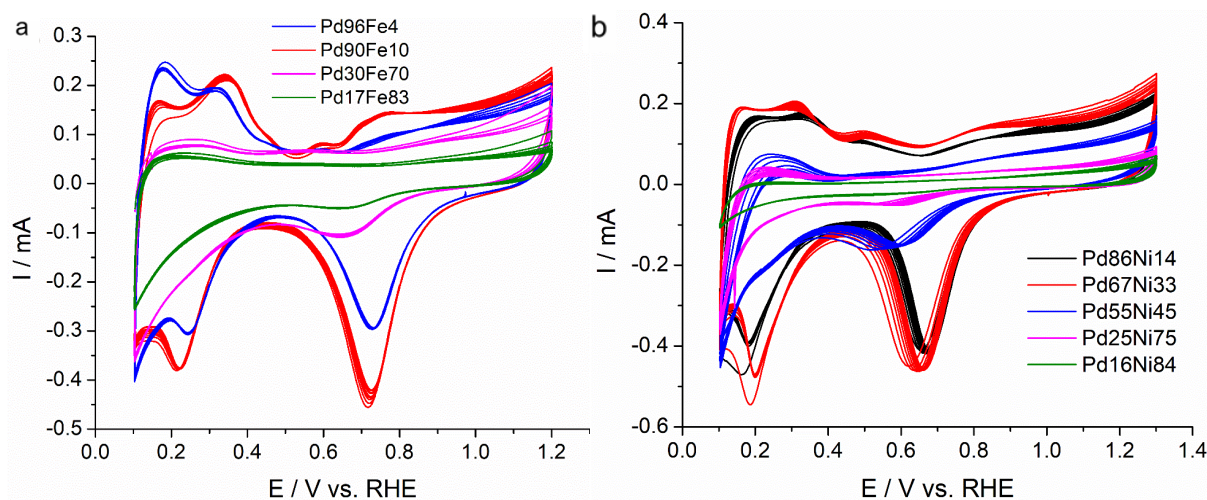 a
Pd96Fe4
Pd90Fe10
Pd30Fe70
Pd17Fe83
0.3
0.2
0.1
0.0
-0.1
-0.2
-0.3
-0.4
-0.5
I / mA
0.0 0.2 0.4 0.6 0.8 1.0 1.2
E / V vs. RHE
b
0.4
0.2
0.0
-0.2
-0.4
-0.6
I / mA
Pd86Ni14
Pd67Ni33
Pd55Ni45
Pd25Ni75
Pd16Ni84
0.0 0.2 0.4 0.6 0.8 1.0 1.2 1.4
E / V vs. RHE